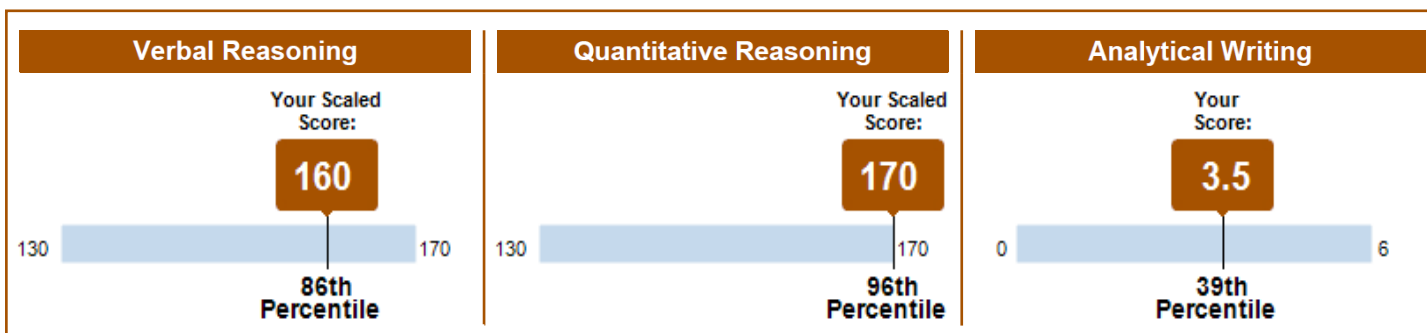 Verbal Reasoning
Your Scaled
Score:
160
130
170
86th
Percentile
Quantitative Reasoning
Your Scaled
Score:
170
130
170
96th
Percentile
Analytical Writing
Your
Score:
3.5
0
6
39th
Percentile